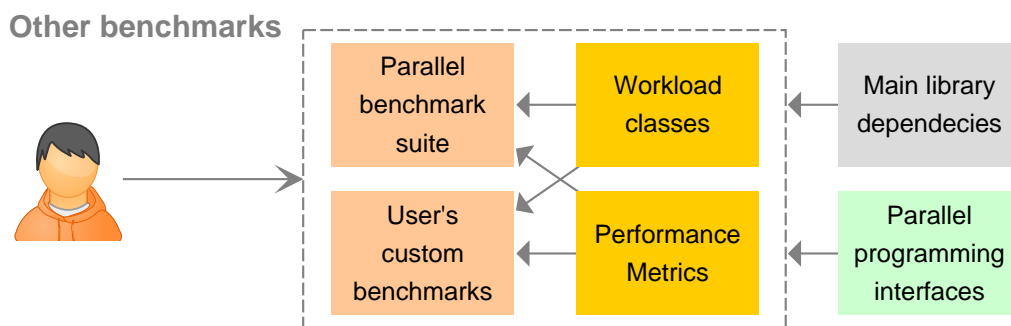 Other benchmarks
Parallel
benchmark
suite
Workload
classes
Main library
dependecies
User's
custom
benchmarks
Performance
Metrics
Parallel
programming
interfaces